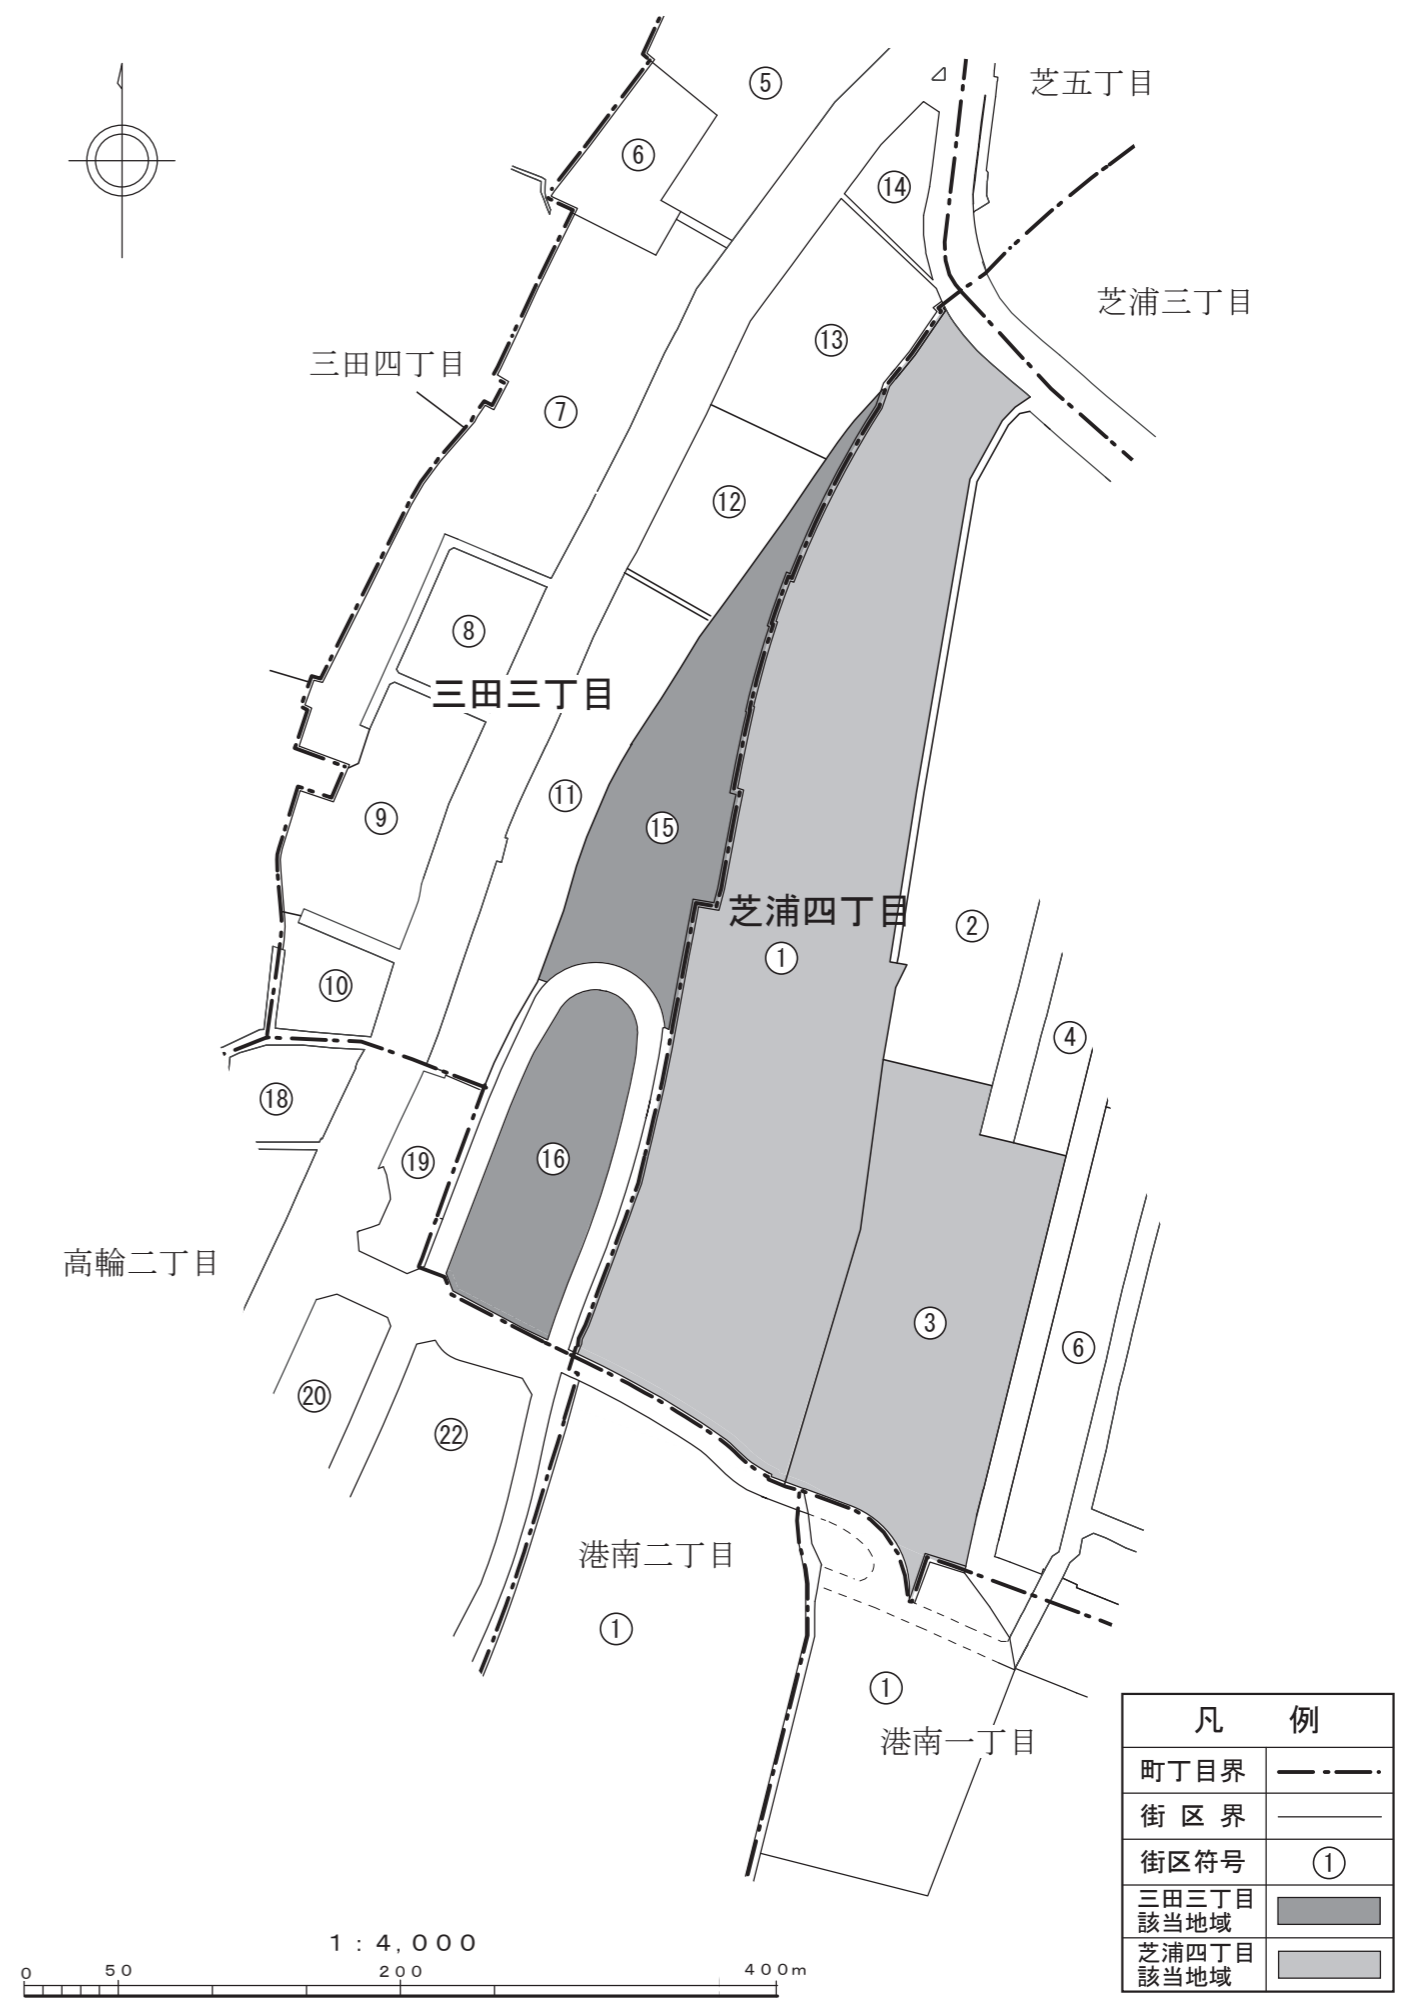 ⑤
芝五丁目
⑥
⑭
芝浦三丁目
⑬
三田四丁目
⑦
⑫
⑧
三田三丁目
⑪
⑨
⑮
芝浦四丁目
②
①
⑩
④
⑱
⑲
⑯
高輪二丁目
③
⑥
⑳
㉒
港南二丁目
①
①
港南一丁目
凡 例
町丁目界
街区界
街区符号 ①
三田三丁目
該当地域
芝浦四丁目
該当地域
1:4,000
0 50 200 400m